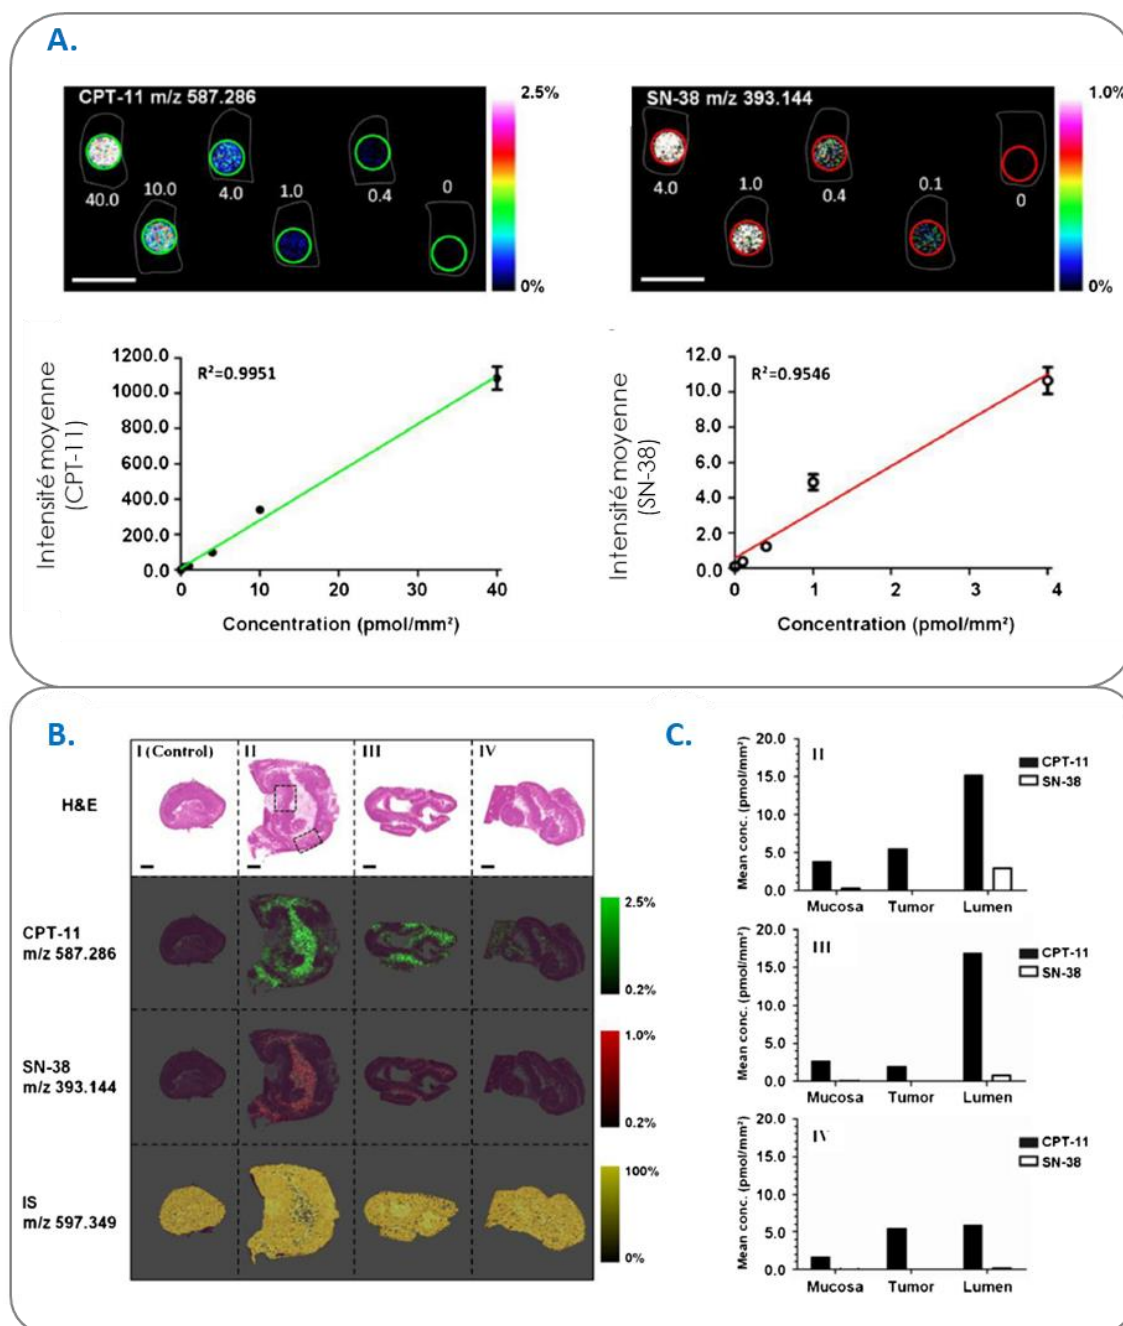 A.
CPT-11 m/z 587.286
2.5%
40.0
10.0
4.0
1.0
0.4
0
0%
SN-38 m/z 393.144
1.0%
4.0
1.0
0.4
0.1
0
0%
Intensité moyenne
(CPT-11)
1200.0
1000.0
800.0
600.0
400.0
200.0
0.0
R²=0.9951
0
10
20
30
40
Concentration (pmol/mm²)
Intensité moyenne
(SN-38)
12.0
10.0
8.0
6.0
4.0
2.0
0.0
R²=0.9546
0
1
2
3
4
Concentration (pmol/mm²)
B.
I (Control)
II
III
IV
H&E
CPT-11
m/z 587.286
2.5%
0.2%
SN-38
m/z 393.144
1.0%
0.2%
IS
m/z 597.349
100%
0%
C.
Mean conc. (pmol/mm²)
20.0
15.0
10.0
5.0
0.0
II
CPT-11
SN-38
Mucosa
Tumor
Lumen
Mean conc. (pmol/mm²)
20.0
15.0
10.0
5.0
0.0
III
CPT-11
SN-38
Mucosa
Tumor
Lumen
Mean conc. (pmol/mm²)
20.0
15.0
10.0
5.0
0.0
IV
CPT-11
SN-38
Mucosa
Tumor
Lumen